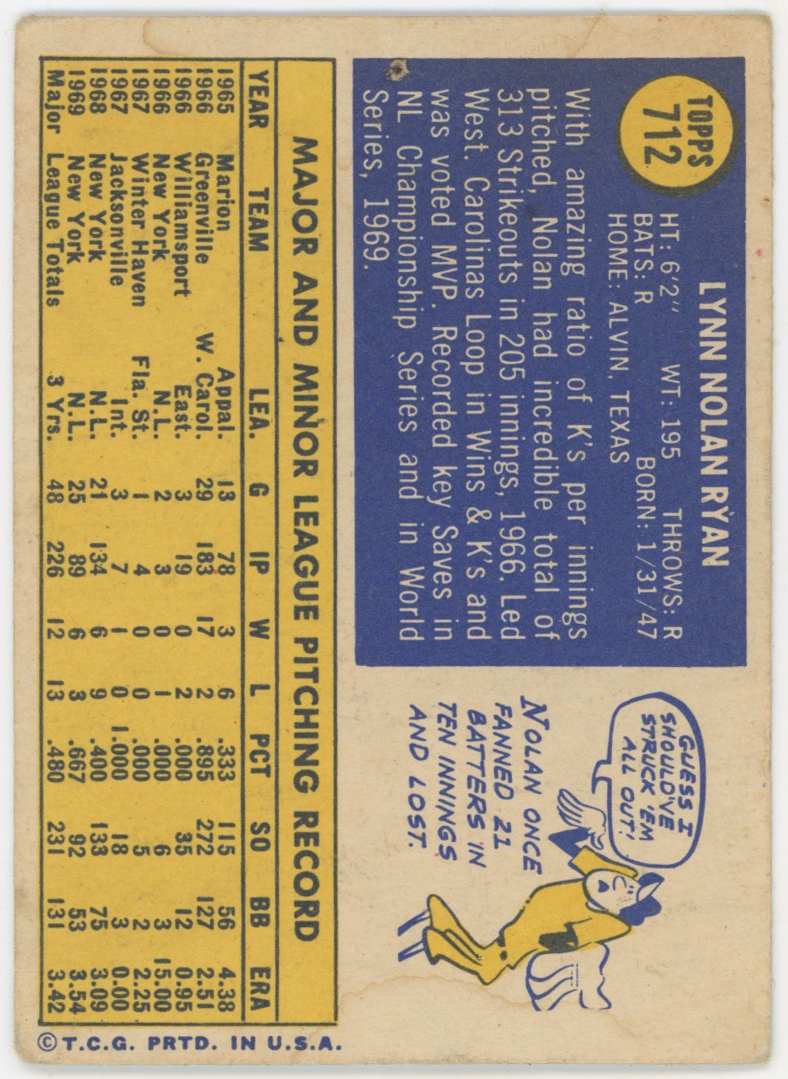 TOPPS
712
LYNN NOLAN RYAN
HT: 6'2" WT: 195 THROWS: R
BATS: R BORN: 1/31/47
HOME: ALVIN, TEXAS
With amazing ratio of K's per innings
pitched, Nolan had incredible total of
313 Strikeouts in 205 innings, 1966. Led
West. Carolinas Loop in Wins & K's and
was voted MVP. Recorded key Saves in
NL Championship Series and in World
Series, 1969.
GUESS I
SHOULD'VE
STRUCK 'EM
ALL OUT!
NOLAN ONCE
FANNED 21
BATTERS IN
TEN INNINGS
AND LOST.
MAJOR AND MINOR LEAGUE PITCHING RECORD
YEAR TEAM LEA. G IP W L PCT SO BB ERA
1965 Marion Appal. 13 78 3 6 .333 115 56 4.38
1966 Greenville W. Carol. 29 183 17 2 .895 272 127 2.51
1966 Williamsport East. 3 19 0 2 .000 35 12 0.95
1966 New York N.L. 2 3 0 1 .000 6 3 15.00
1967 Winter Haven Fla. St. 1 4 0 0 .000 5 2 2.25
1967 Jacksonville Int. 3 7 1 0 1.000 18 3 0.00
1968 New York N.L. 21 134 6 9 .400 133 75 3.09
1969 New York N.L. 25 89 6 3 .667 92 53 3.54
Major League Totals 3 Yrs. 48 226 12 13 .480 231 131 3.42
© T.C.G. PRTD. IN U.S.A.